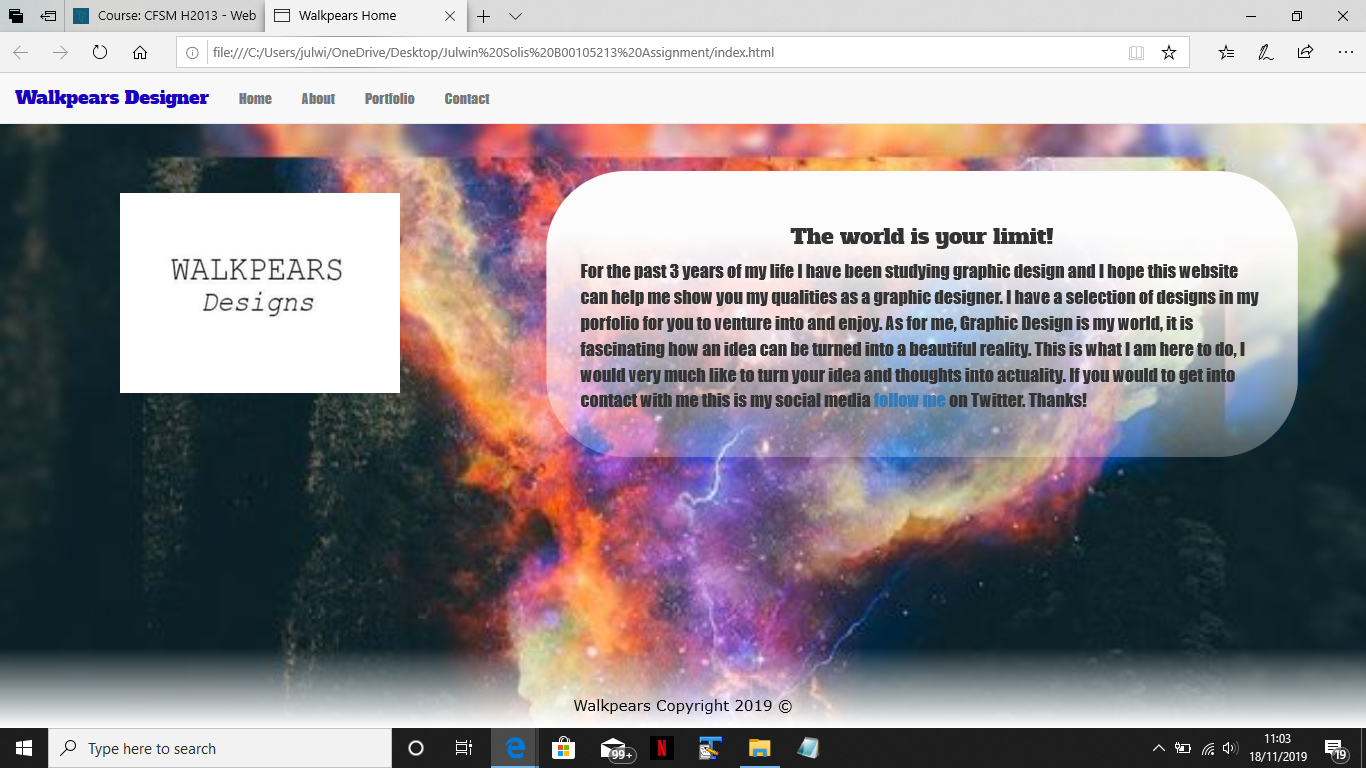 Course: CFSM H2013 - Web
Walkpears Home
file:///C:/Users/julwi/OneDrive/Desktop/Julwin%20Solis%20B00105213%20Assignment/index.html
Walkpears Designer Home About Portfolio Contact
WALKPEARS
Designs
The world is your limit!
For the past 3 years of my life I have been studying graphic design and I hope this website
can help me show you my qualities as a graphic designer. I have a selection of designs in my
porfolio for you to venture into and enjoy. As for me, Graphic Design is my world, it is
fascinating how an idea can be turned into a beautiful reality. This is what I am here to do, I
would very much like to turn your idea and thoughts into actuality. If you would to get into
contact with me this is my social media follow me on Twitter. Thanks!
Walkpears Copyright 2019 ©
Type here to search
99+
N
11:03
18/11/2019
19